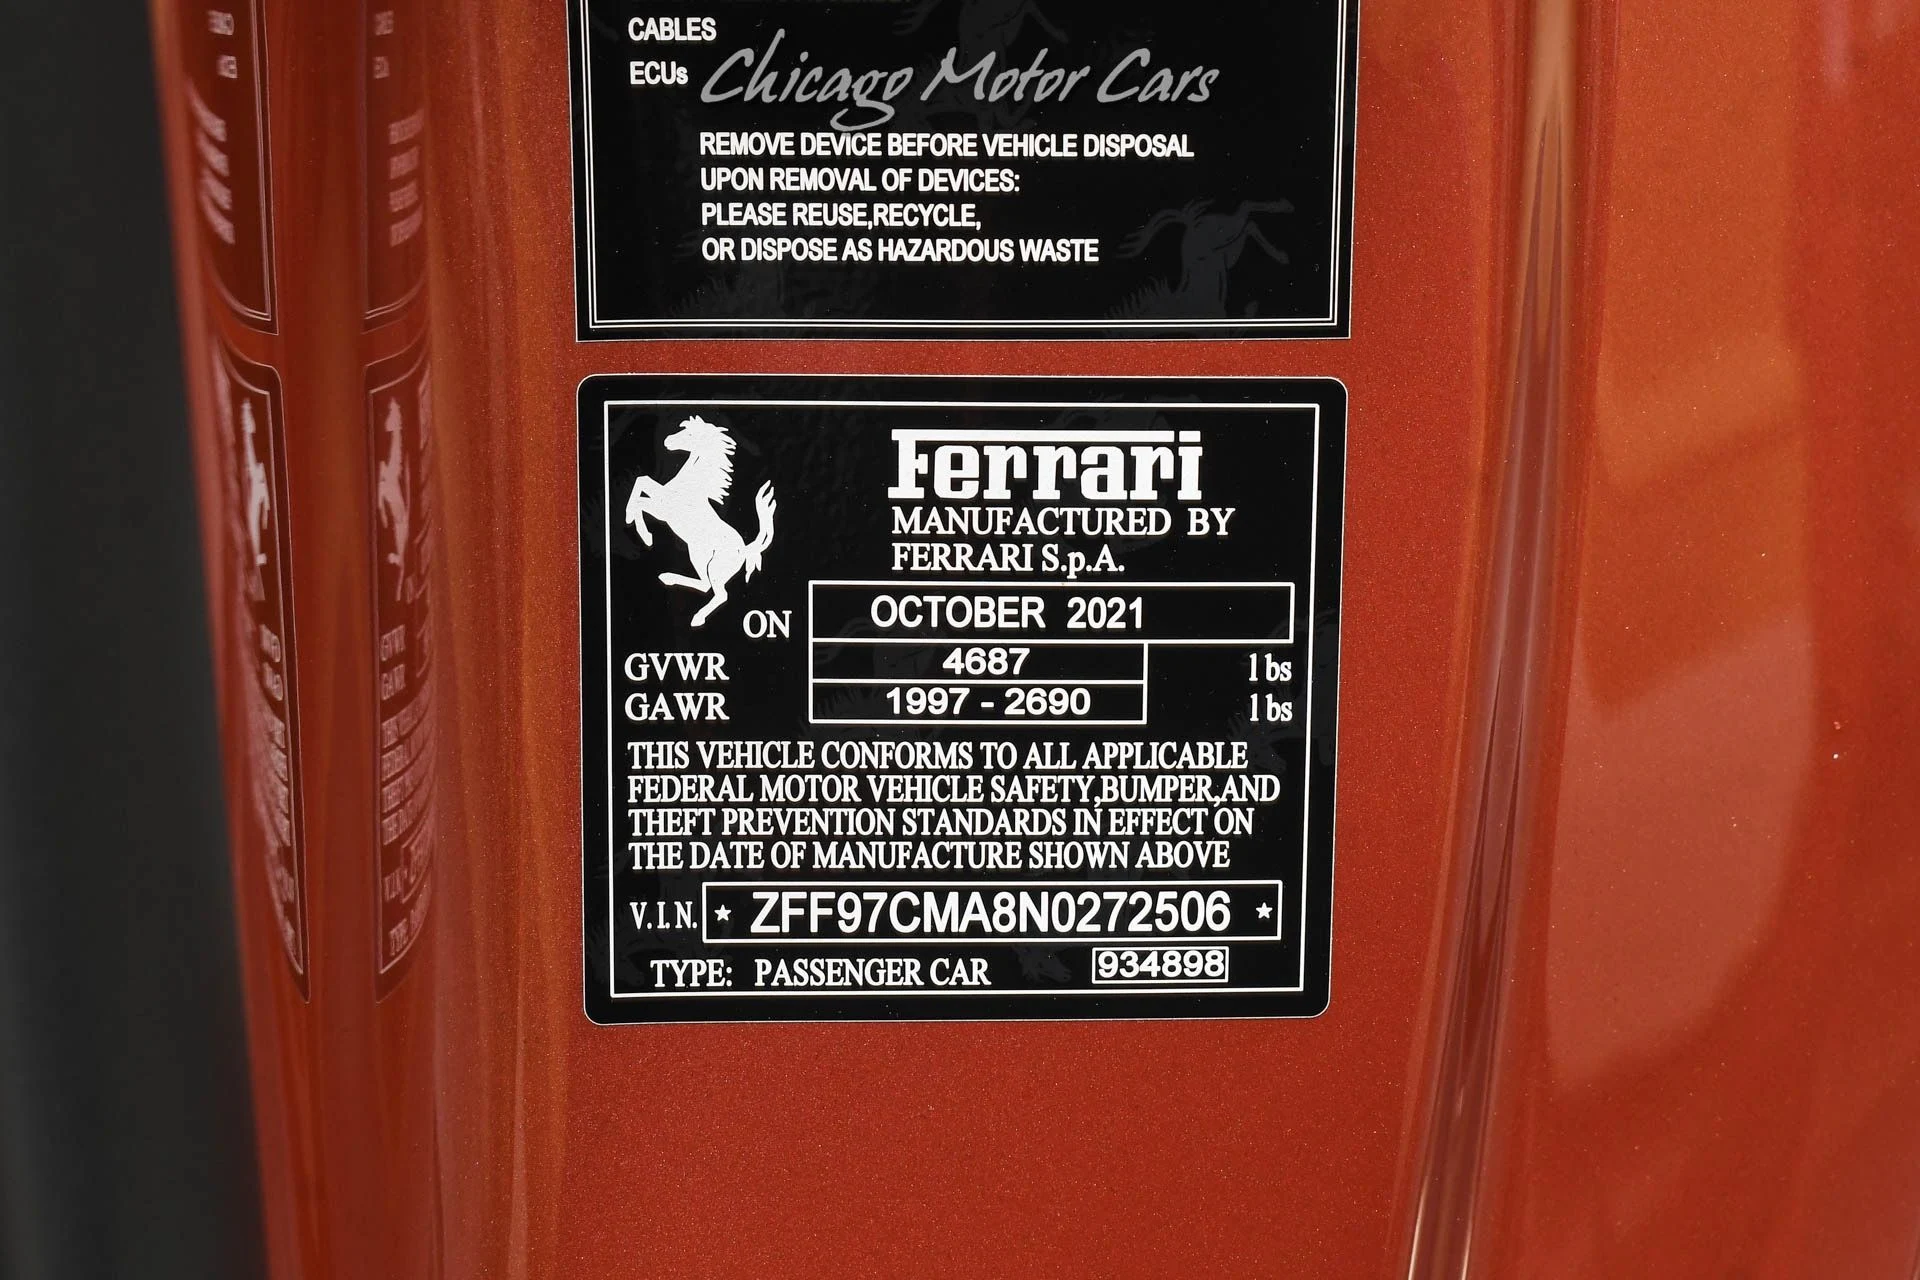 CABLES
ECUs
Chicago Motor Cars
REMOVE DEVICE BEFORE VEHICLE DISPOSAL
UPON REMOVAL OF DEVICES:
PLEASE REUSE,RECYCLE,
OR DISPOSE AS HAZARDOUS WASTE
Ferrari
MANUFACTURED BY
FERRARI S.p.A.
ON OCTOBER 2021
GVWR 4687 lbs
GAWR 1997 - 2690 lbs
THIS VEHICLE CONFORMS TO ALL APPLICABLE
FEDERAL MOTOR VEHICLE SAFETY,BUMPER,AND
THEFT PREVENTION STANDARDS IN EFFECT ON
THE DATE OF MANUFACTURE SHOWN ABOVE
V.I.N. ★ ZFF97CMA8N0272506 ★
TYPE: PASSENGER CAR 934898